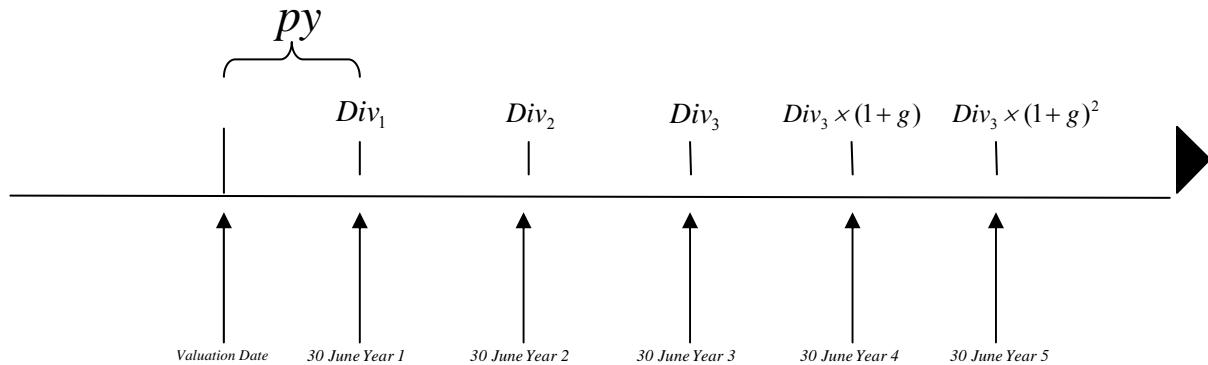 py
Div₁ Div₂ Div₃ Div₃ × (1 + g) Div₃ × (1 + g)²
Valuation Date 30 June Year 1 30 June Year 2 30 June Year 3 30 June Year 4 30 June Year 5